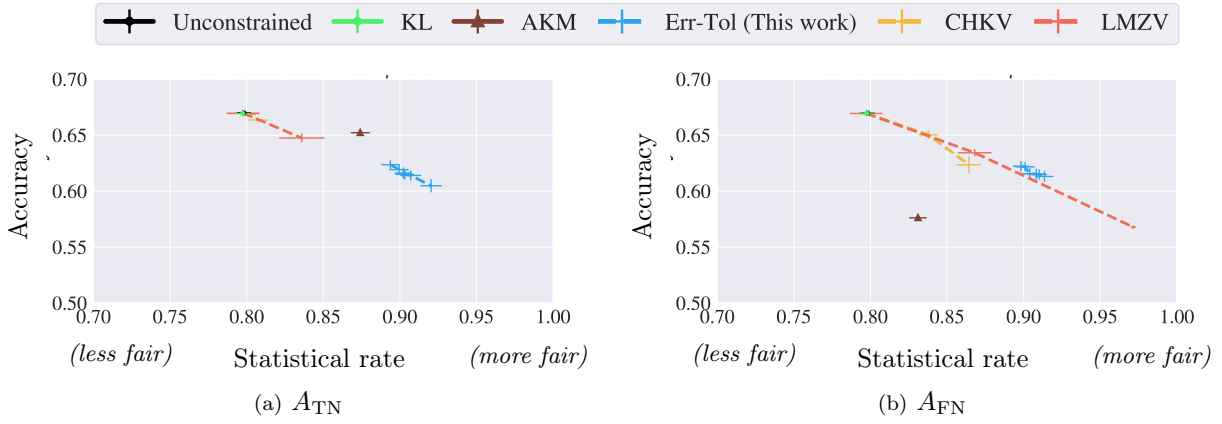 Unconstrained KL AKM Err-Tol (This work) CHKV LMZV
0.70 0.70
0.65 0.65
Accuracy Accuracy
0.60 0.60
0.55 0.55
0.50 0.50
0.70 0.75 0.80 0.85 0.90 0.95 1.00 0.70 0.75 0.80 0.85 0.90 0.95 1.00
(less fair) Statistical rate (more fair) (less fair) Statistical rate (more fair)
(a) A_TN (b) A_FN